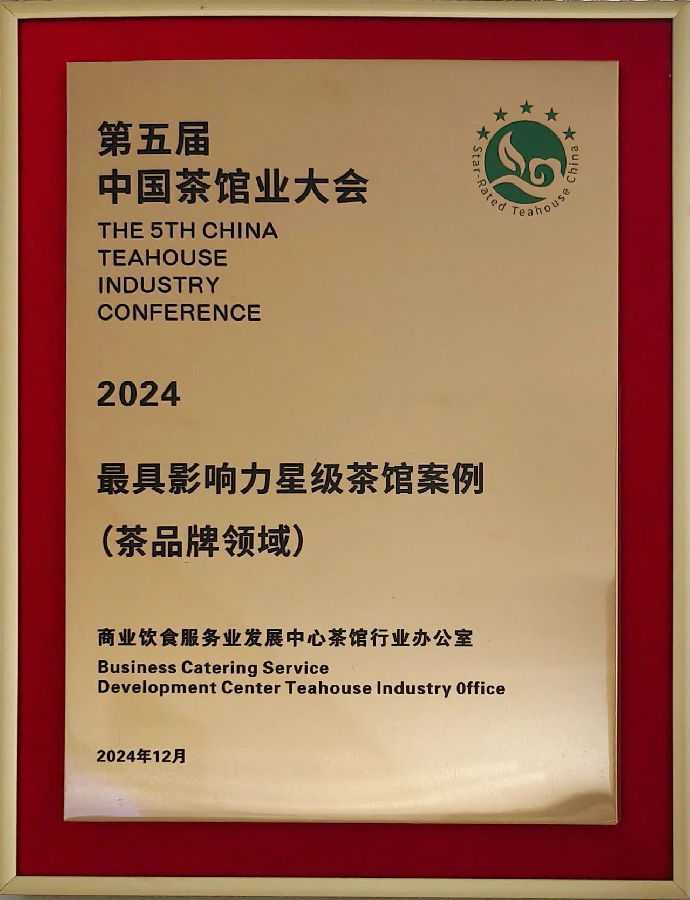 第五届
中国茶馆业大会
THE 5TH CHINA
TEAHOUSE
INDUSTRY
CONFERENCE
Star-Rated Teahouse China
2024
最具影响力星级茶馆案例
（茶品牌领域）
商业饮食服务业发展中心茶馆行业办公室
Business Catering Service
Development Center Teahouse Industry Office
2024年12月